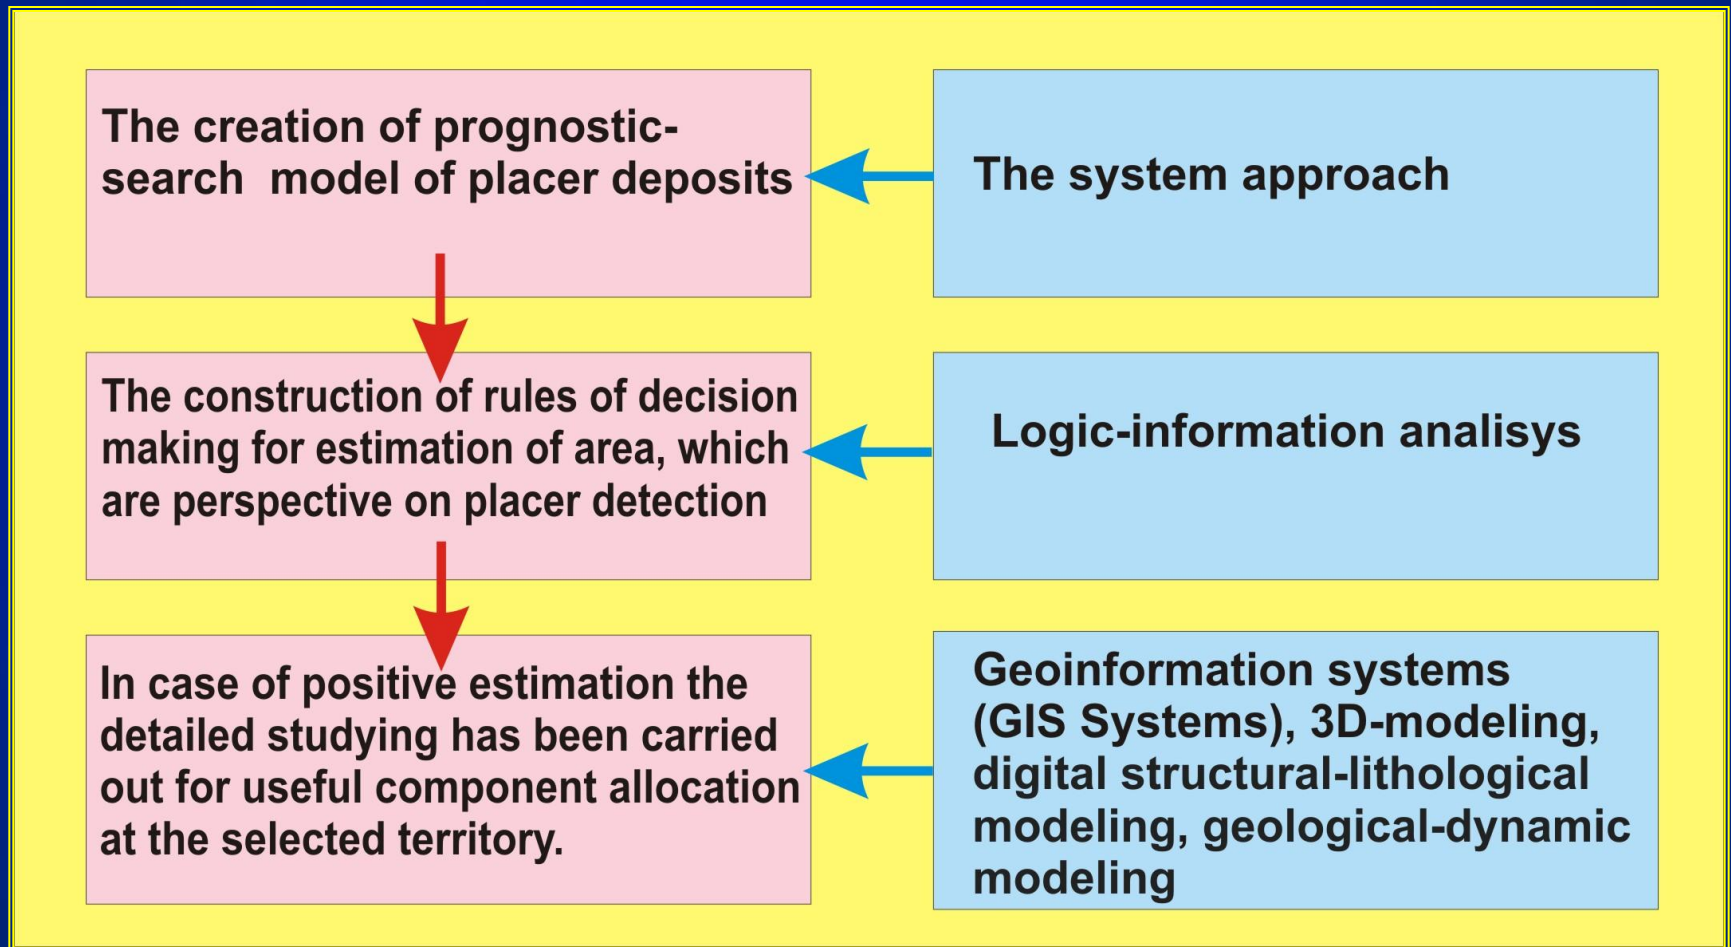 The creation of prognostic-
search model of placer deposits
The system approach
The construction of rules of decision
making for estimation of area, which
are perspective on placer detection
Logic-information analisys
In case of positive estimation the
detailed studying has been carried
out for useful component allocation
at the selected territory.
Geoinformation systems
(GIS Systems), 3D-modeling,
digital structural-lithological
modeling, geological-dynamic
modeling